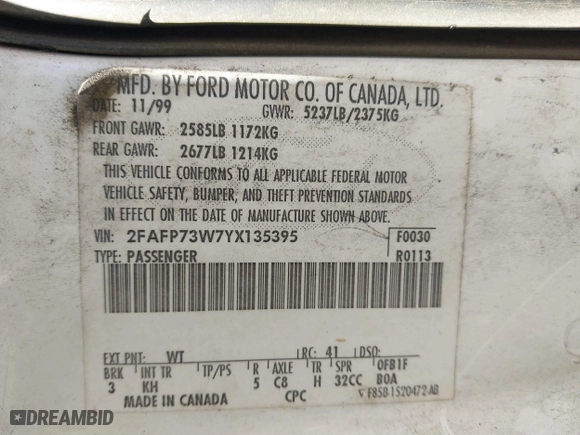 MFD. BY FORD MOTOR CO. OF CANADA, LTD.
DATE: 11/99 GVWR: 5237LB/2375KG
FRONT GAWR: 2585LB 1172KG
REAR GAWR: 2677LB 1214KG
THIS VEHICLE CONFORMS TO ALL APPLICABLE FEDERAL MOTOR
VEHICLE SAFETY, BUMPER, AND THEFT PREVENTION STANDARDS
IN EFFECT ON THE DATE OF MANUFACTURE SHOWN ABOVE.
VIN: 2FAFP73W7YX135395 F0030
TYPE: PASSENGER R0113
EXT PNT: WT RC: 41 DSO:
BRK INT TR TP/PS R AXLE TR SPR OFB1F
3 KH 5 C8 H 32CC BOA
MADE IN CANADA CPC F85B-1520472-AB
AUTOBIDCAR